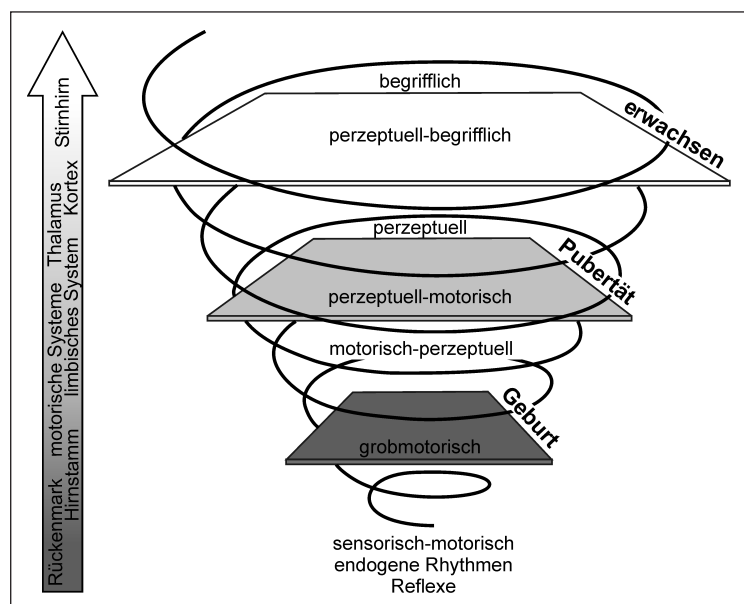 begrifflich
perzeptuell-begrifflich
erwachsen
perzeptuell
Pubertät
perzeptuell-motorisch
motorisch-perzeptuell
Geburt
grobmotorisch
sensorisch-motorisch
endogene Rhythmen
Reflexe
Rückenmark motorische Systeme Thalamus Stirnhirn
Hirnstamm limbisches System Kortex